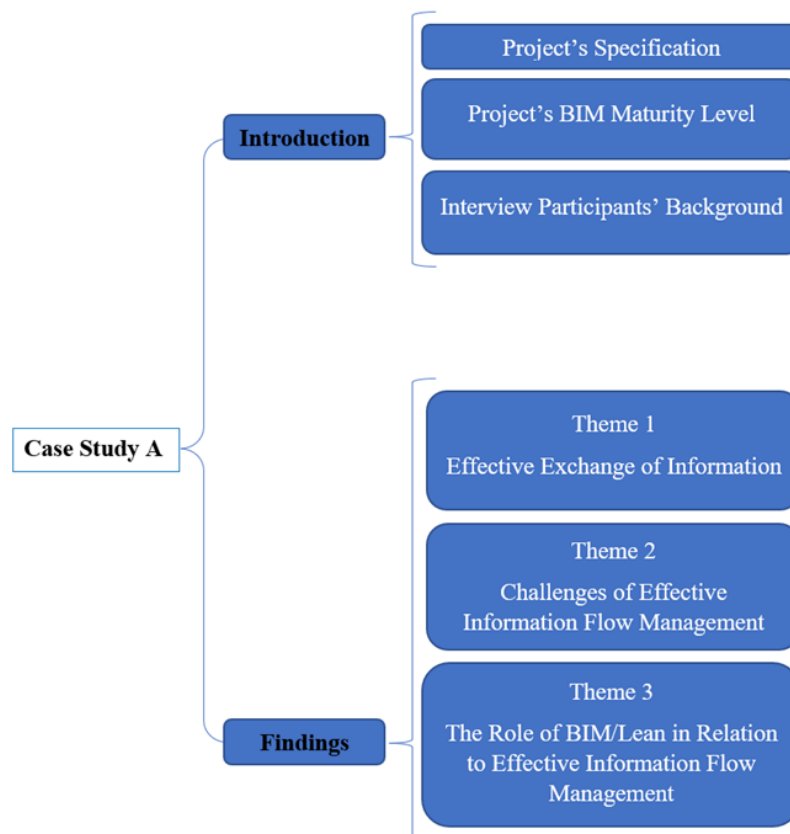 Case Study A
Introduction
Project’s Specification
Project’s BIM Maturity Level
Interview Participants’ Background
Findings
Theme 1
Effective Exchange of Information
Theme 2
Challenges of Effective
Information Flow Management
Theme 3
The Role of BIM/Lean in Relation
to Effective Information Flow
Management